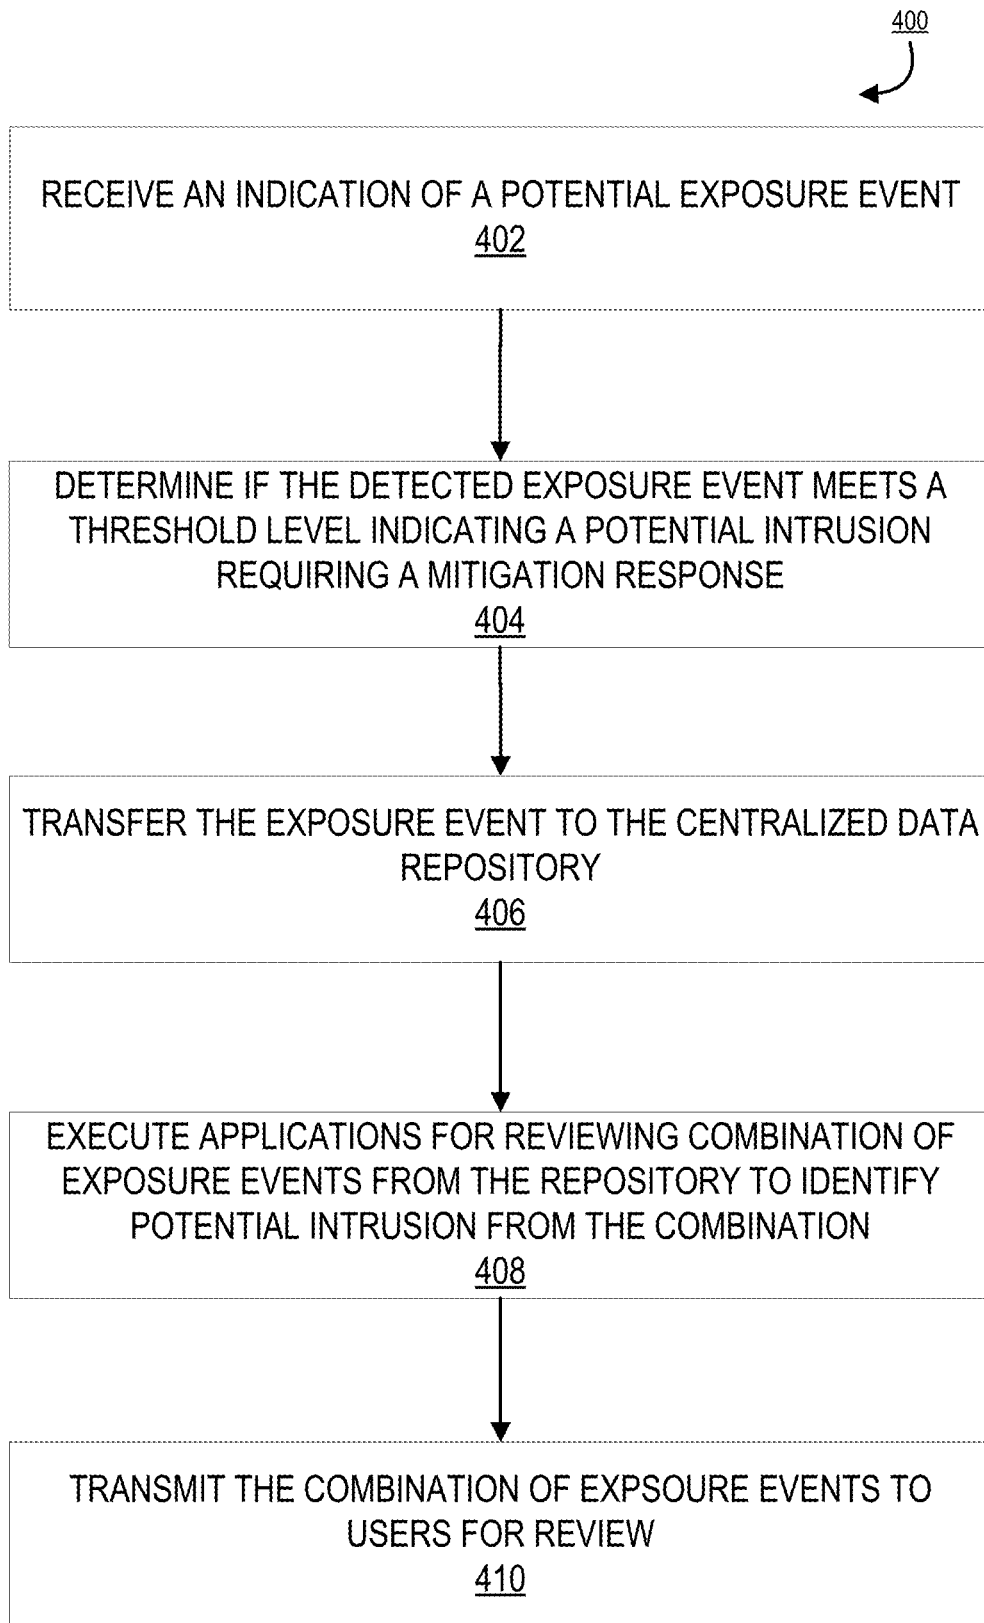 400
RECEIVE AN INDICATION OF A POTENTIAL EXPOSURE EVENT
402
DETERMINE IF THE DETECTED EXPOSURE EVENT MEETS A
THRESHOLD LEVEL INDICATING A POTENTIAL INTRUSION
REQUIRING A MITIGATION RESPONSE
404
TRANSFER THE EXPOSURE EVENT TO THE CENTRALIZED DATA
REPOSITORY
406
EXECUTE APPLICATIONS FOR REVIEWING COMBINATION OF
EXPOSURE EVENTS FROM THE REPOSITORY TO IDENTIFY
POTENTIAL INTRUSION FROM THE COMBINATION
408
TRANSMIT THE COMBINATION OF EXPSOURE EVENTS TO
USERS FOR REVIEW
410